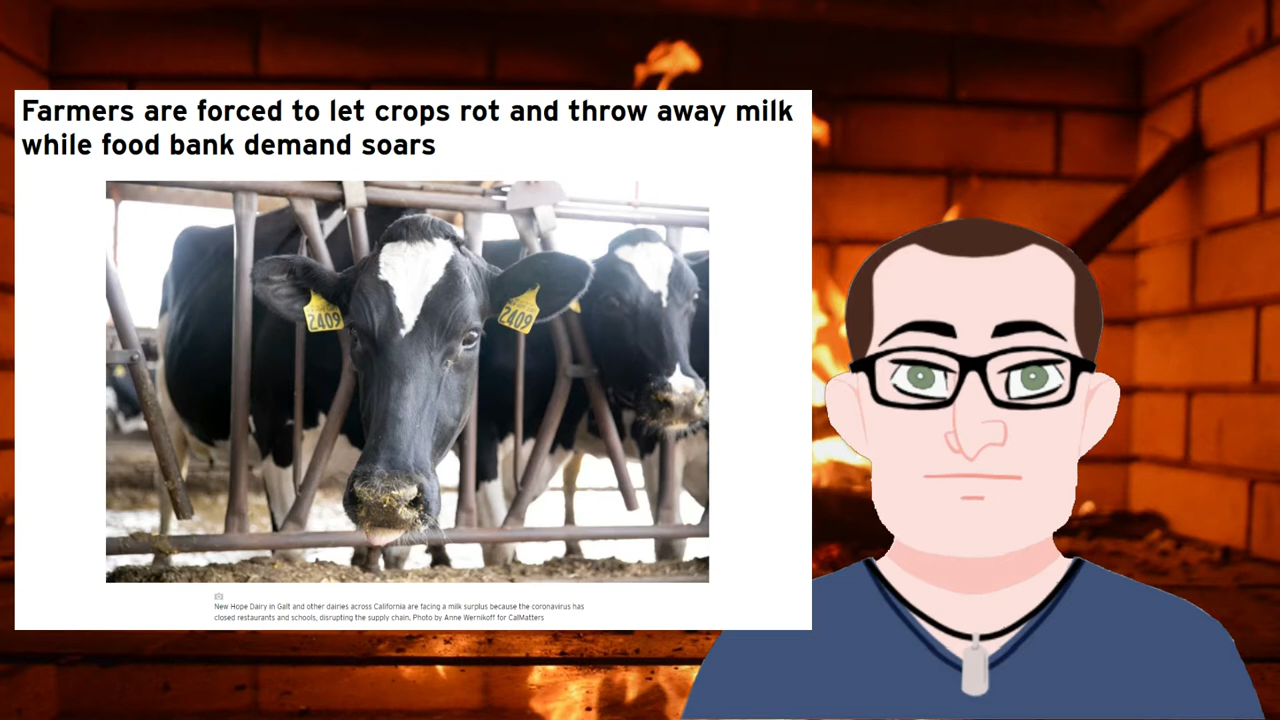 Farmers are forced to let crops rot and throw away milk
while food bank demand soars
2409
2409
New Hope Dairy in Galt and other dairies across California are facing a milk surplus because the coronavirus has
closed restaurants and schools, disrupting the supply chain. Photo by Anne Wernikoff for CalMatters